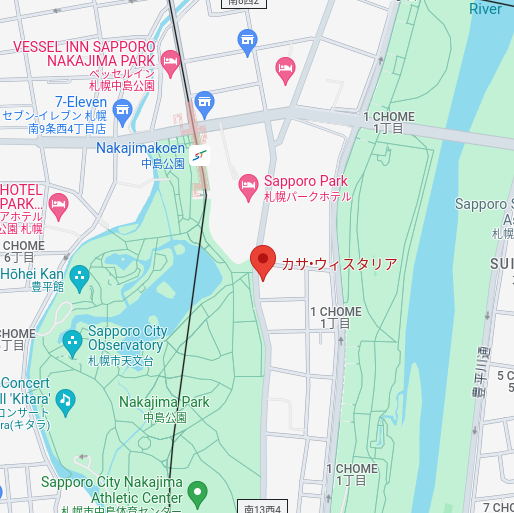 南8西2
River
VESSEL INN SAPPORO
NAKAJIMA PARK
ベッセルイン
札幌中島公園
7-Eleven
セブン-イレブン 札幌
南9条西4丁目店
1 CHOME
1丁目
Nakajimakoen
中島公園
Sapporo Park
札幌パークホテル
HOTEL
PARK...
アホテル
公園 札幌
Sapporo S
As
札幌
CHOME
6丁目
カサ・ウィスタリア
SUI
Hōhei Kan
豊平館
1 CHOME
1丁目
CHOME
丁目
Sapporo City
Observatory
札幌市天文台
豊平川通
Concert
ll 'Kitara'
コンサート
ra(キタラ)
5 C
5
Nakajima Park
中島公園
1 CHOME
1丁目
Sapporo City Nakajima
Athletic Center
札幌市中島体育センター
南13西4
7 CHO